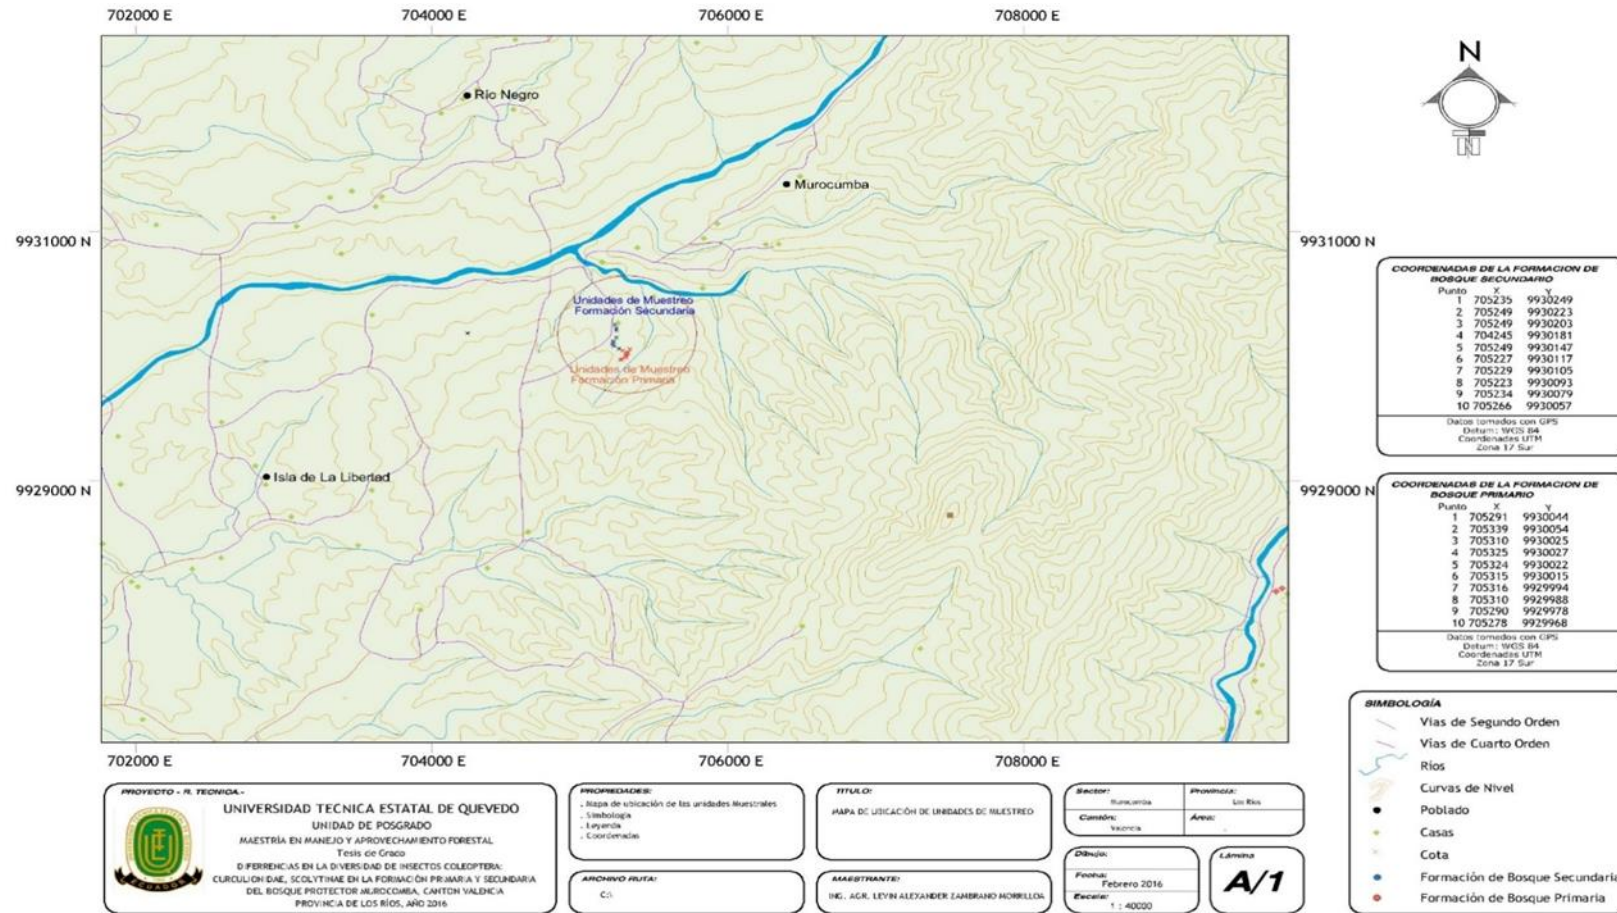 702000 E 704000 E 706000 E 708000 E
N
Río Negro
Murocumba
9931000 N 9931000 N
Unidades de Muestreo
Formación Secundaria
Unidades de Muestreo
Formación Primaria
Isla de La Libertad
9929000 N 9929000 N
702000 E 704000 E 706000 E 708000 E
COORDENADAS DE LA FORMACION DE
BOSQUE SECUNDARIO
Punto X Y
1 705235 9930249
2 705249 9930223
3 705249 9930203
4 704245 9930181
5 705249 9930147
6 705227 9930117
7 705229 9930105
8 705223 9930093
9 705234 9930079
10 705266 9930057
Datos tomados con GPS
Datum: WGS 84
Coordenadas UTM
Zona 17 Sur
COORDENADAS DE LA FORMACION DE
BOSQUE PRIMARIO
Punto X Y
1 705291 9930044
2 705339 9930054
3 705310 9930025
4 705325 9930027
5 705324 9930022
6 705315 9930015
7 705316 9929994
8 705310 9929988
9 705290 9929978
10 705278 9929968
Datos tomados con GPS
Datum: WGS 84
Coordenadas UTM
Zona 17 Sur
SIMBOLOGÍA
Vías de Segundo Orden
Vías de Cuarto Orden
Ríos
Curvas de Nivel
Poblado
Casas
Cota
Formación de Bosque Secundaria
Formación de Bosque Primaria
PROYECTO - R. TECNICA.-
UNIVERSIDAD TECNICA ESTATAL DE QUEVEDO
UNIDAD DE POSGRADO
MAESTRÍA EN MANEJO Y APROVECHAMIENTO FORESTAL
Tesis de Grado
DIFERRENCIAS EN LA DIVERSIDAD DE INSECTOS COLEOPTERA:
CURCULIONIDAE, SCOLYTINAE EN LA FORMACIÓN PRIMARIA Y SECUNDARIA
DEL BOSQUE PROTECTOR MUROCOMBA, CANTON VALENCIA
PROVINCIA DE LOS RÍOS, AÑO 2016
ECUADOR
PROPIEDADES:
. Mapa de ubicación de las unidades Muestrales
. Simbologia
. Leyenda
. Coordenadas
ARCHIVO RUTA:
C:\
TITULO:
MAPA DE UBICACIÓN DE UNIDADES DE MUESTREO
MAESTRANTE:
ING. AGR. LEVIN ALEXANDER ZAMBRANO MORRILLOA
Sector: Provincia:
Murocomba Los Ríos
Cantón: Área:
Valencia
Dibujo:
Fecha:
Febrero 2016
Escala:
1 : 40000
Lámina
A/1